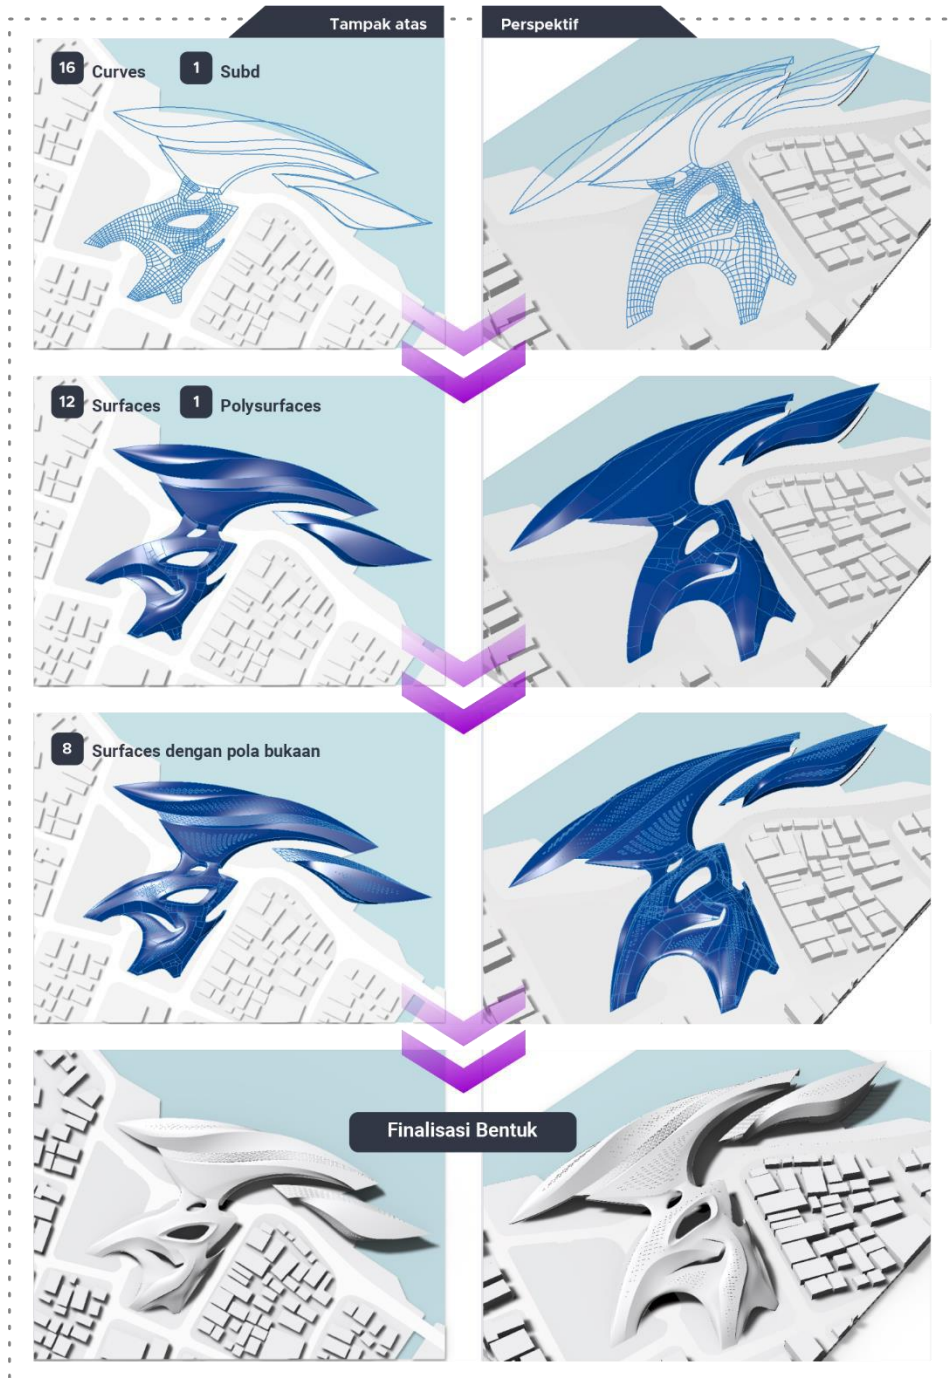 Tampak atas
Perspektif
16 Curves 1 Subd
12 Surfaces 1 Polysurfaces
8 Surfaces dengan pola bukaan
Finalisasi Bentuk